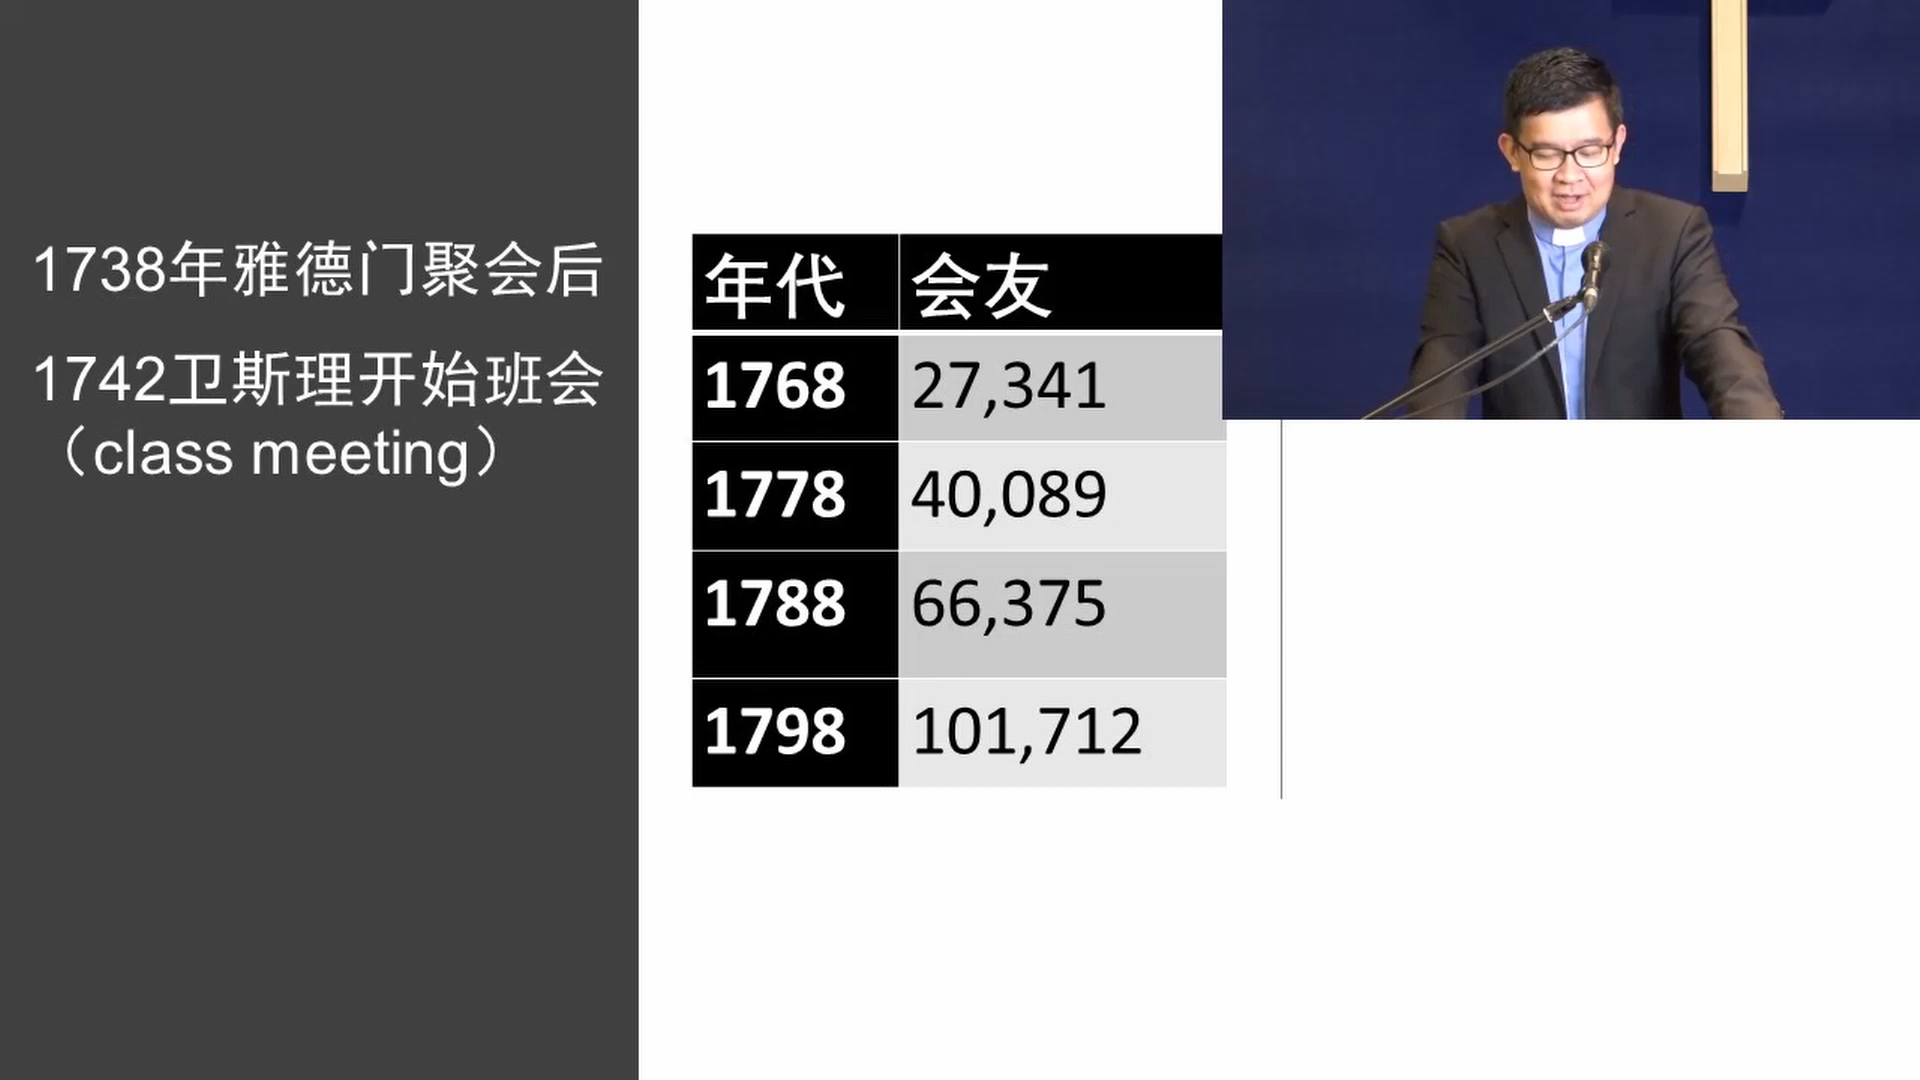 1738年雅德门聚会后
1742卫斯理开始班会
（class meeting）
年代 会友
1768 27,341
1778 40,089
1788 66,375
1798 101,712